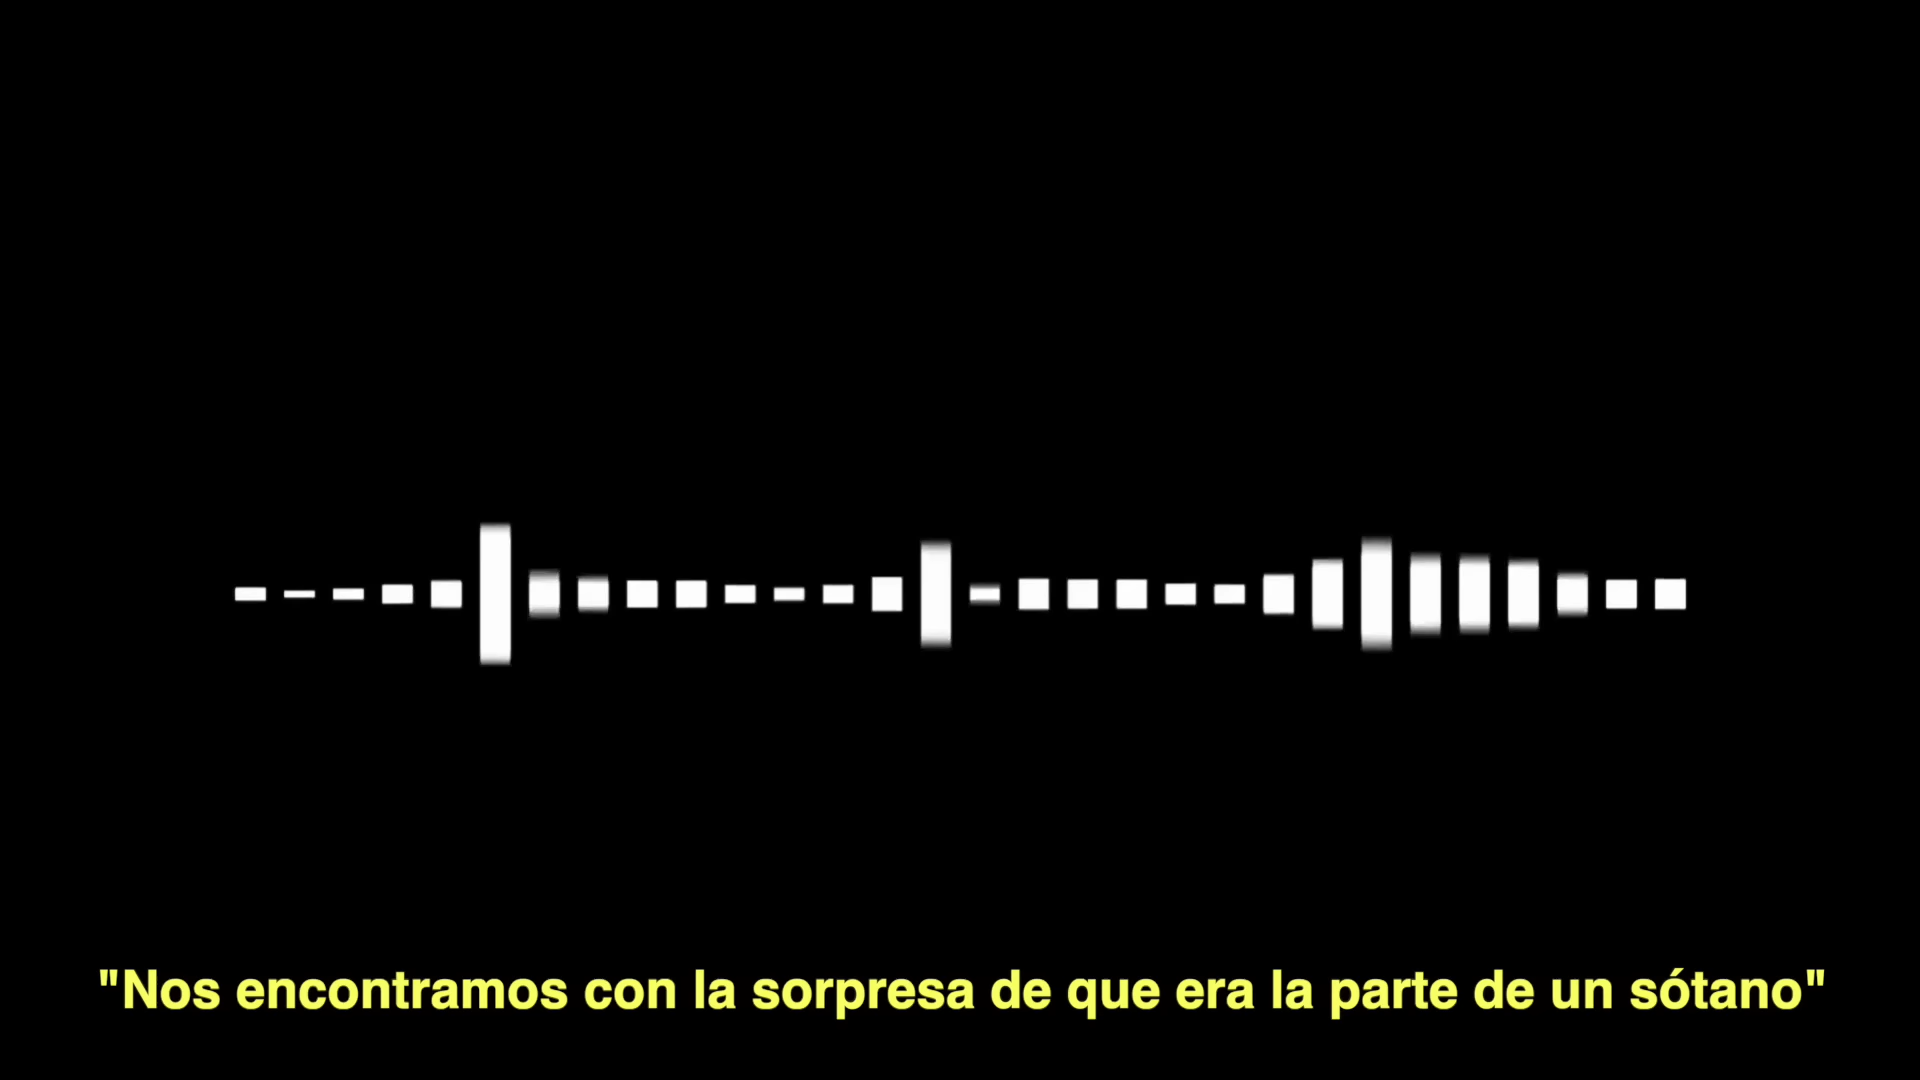 "Nos encontramos con la sorpresa de que era la parte de un sótano"